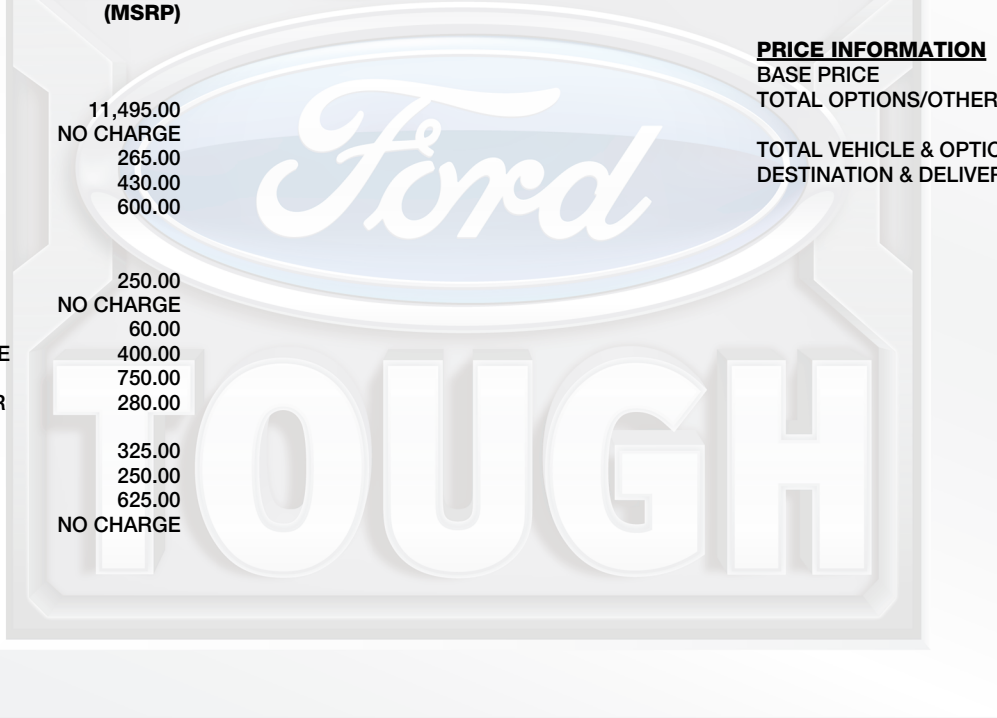 (MSRP)
11,495.00
NO CHARGE
265.00
430.00
600.00
250.00
NO CHARGE
60.00
E 400.00
750.00
R 280.00
325.00
250.00
625.00
NO CHARGE
PRICE INFORMATION
BASE PRICE
TOTAL OPTIONS/OTHER
TOTAL VEHICLE & OPTIO
DESTINATION & DELIVER
Ford
TOUGH